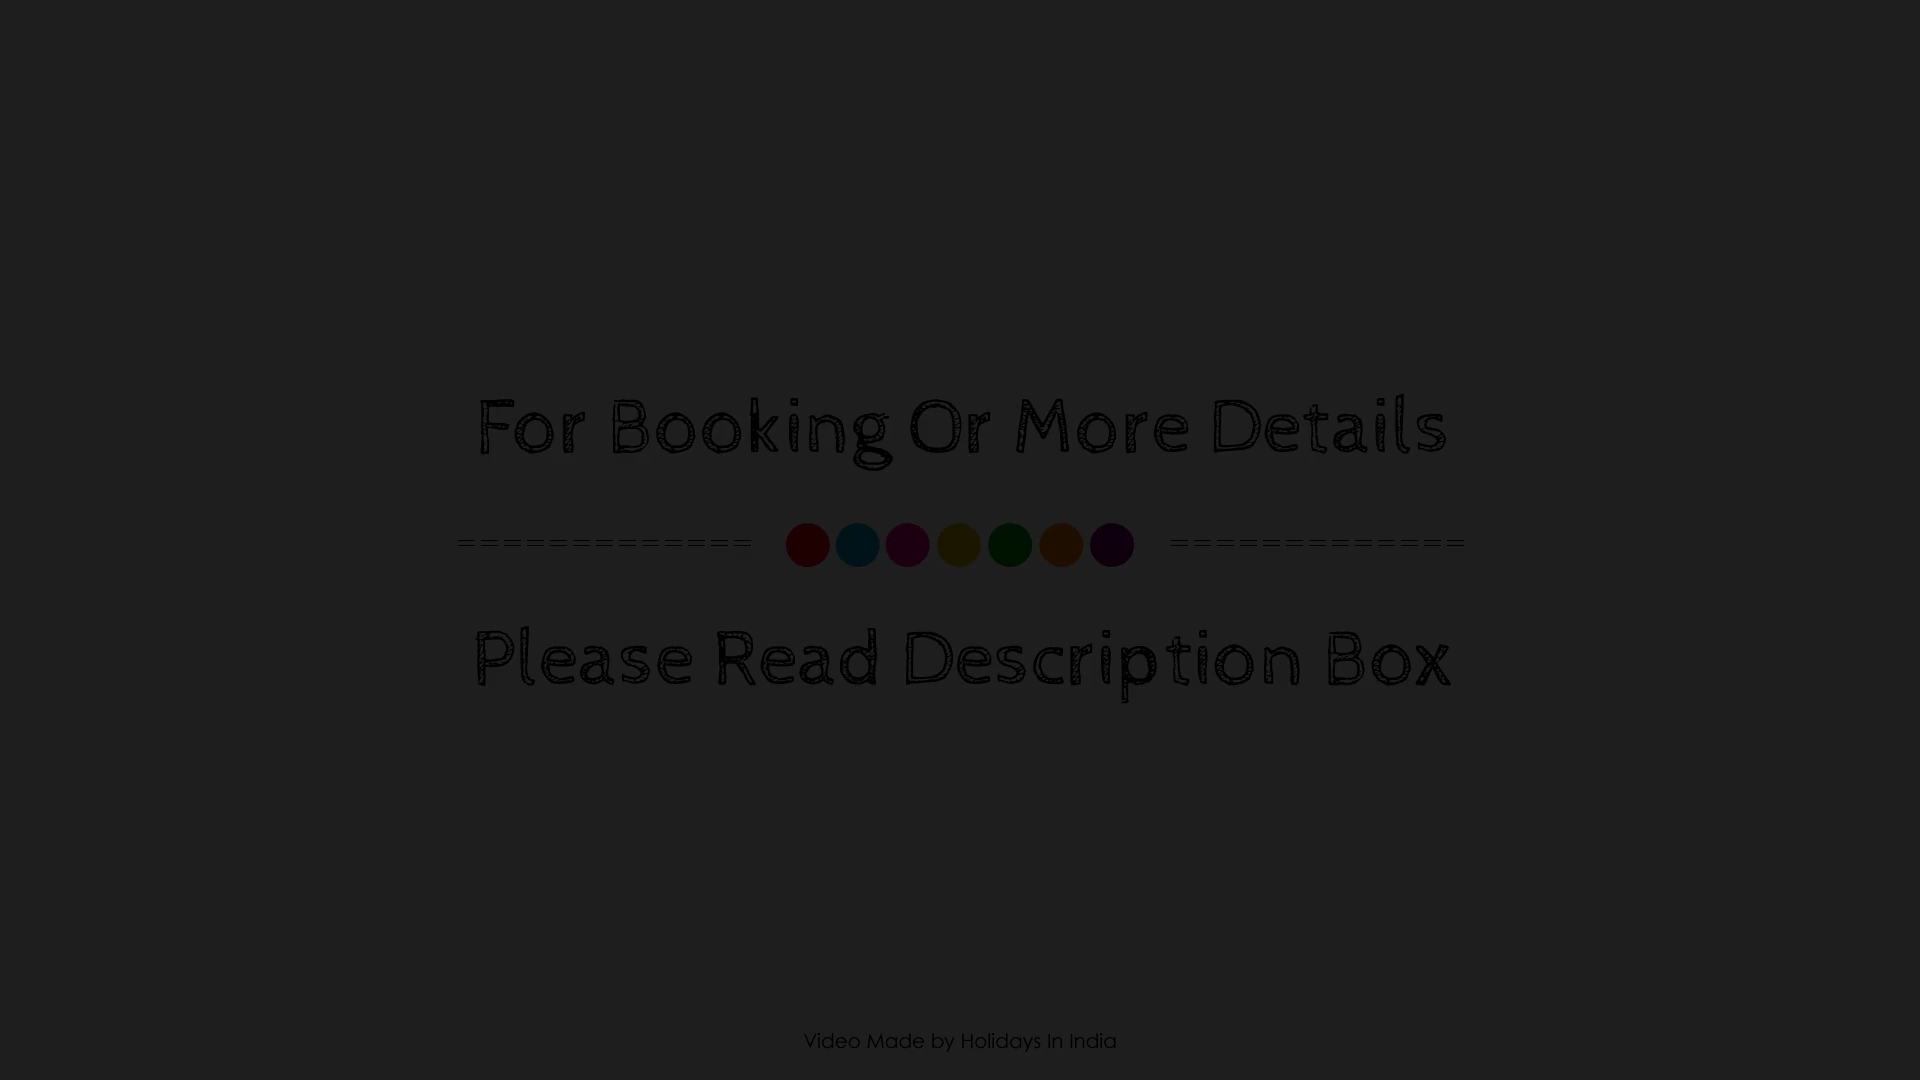 For Booking Or More Details
============= =============
Please Read Description Box
Video Made by Holidays In India